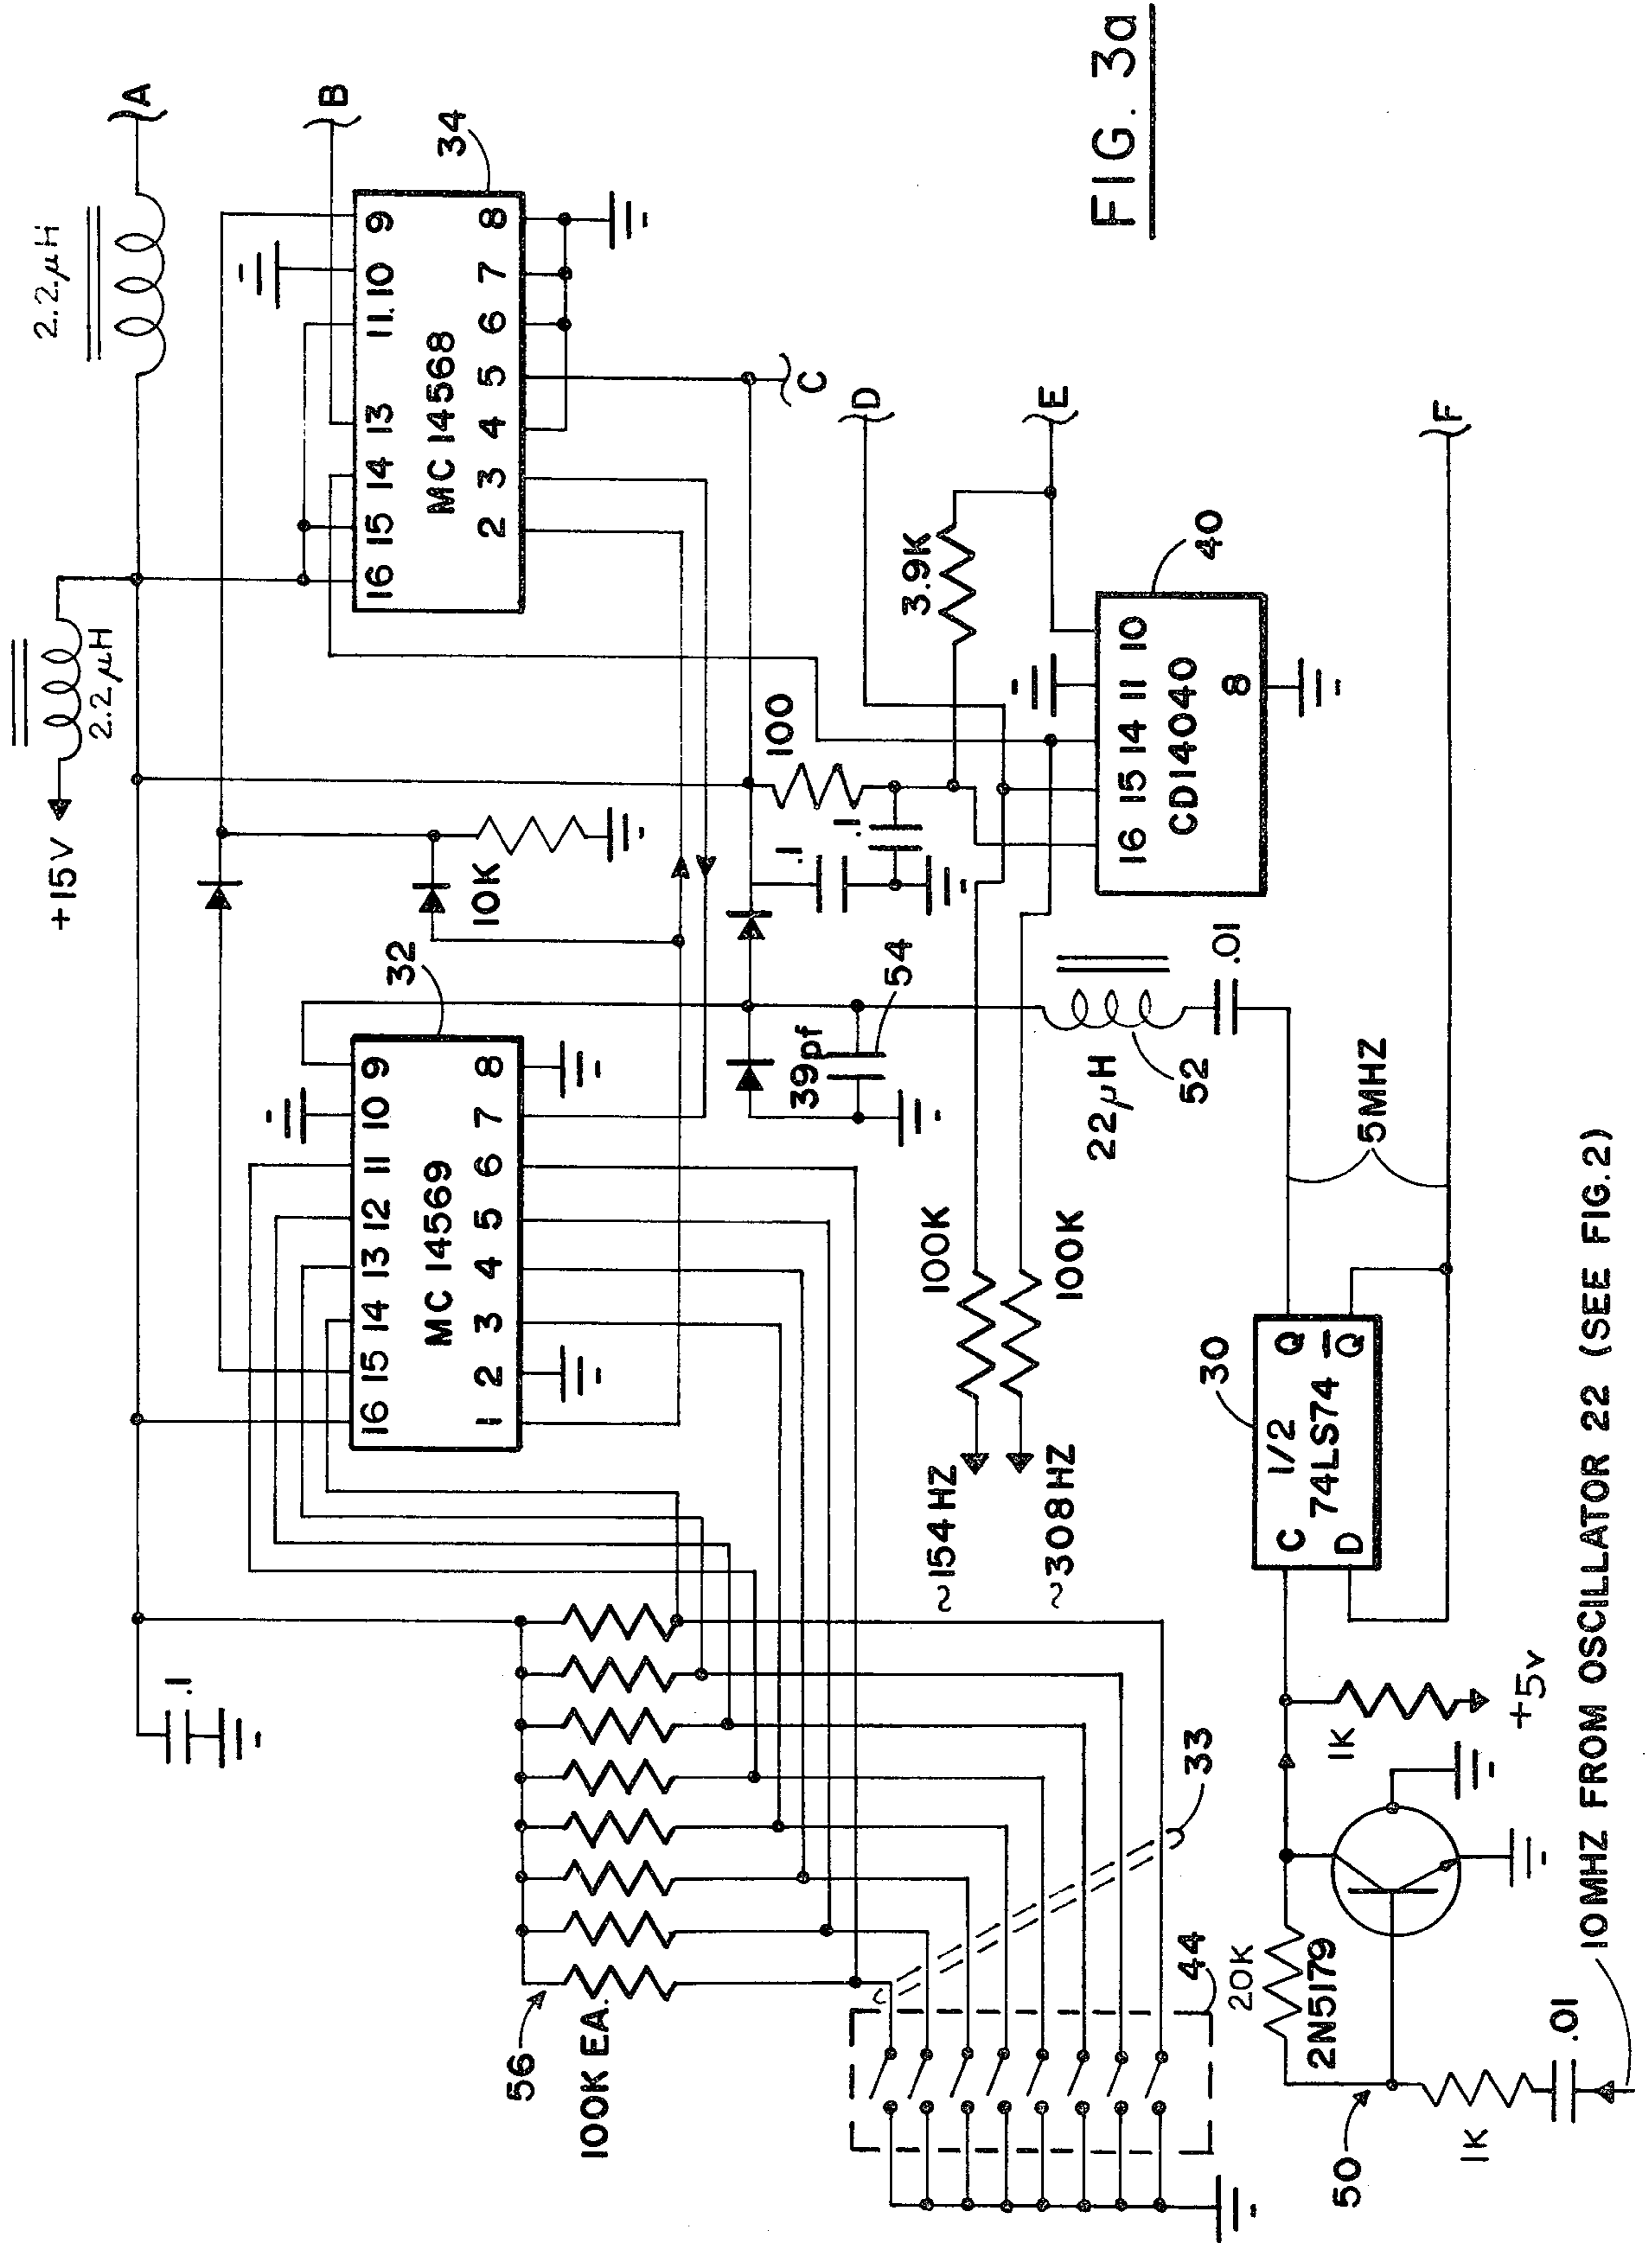 A
2.2μH
+15V
2.2μH
B
34
16 15 14 13 11 10 9
MC 14568
2 3 4 5 6 7 8
C
D
E
F
10K
32
16 15 14 13 12 11 10 9
MC 14569
1 2 3 4 5 6 7 8
.1
100
.1
.1
3.9K
40
16 15 14 11 10
CD14040
8
39pf
54
22μH
52
.01
100K
100K
~154HZ
~308HZ
5MHZ
56
100K EA.
33
44
30
C 1/2 Q
D 74LS74 Q̅
1K
+5V
20K
2N5179
50
1K
.01
10MHZ FROM OSCILLATOR 22 (SEE FIG.2)
FIG. 3a